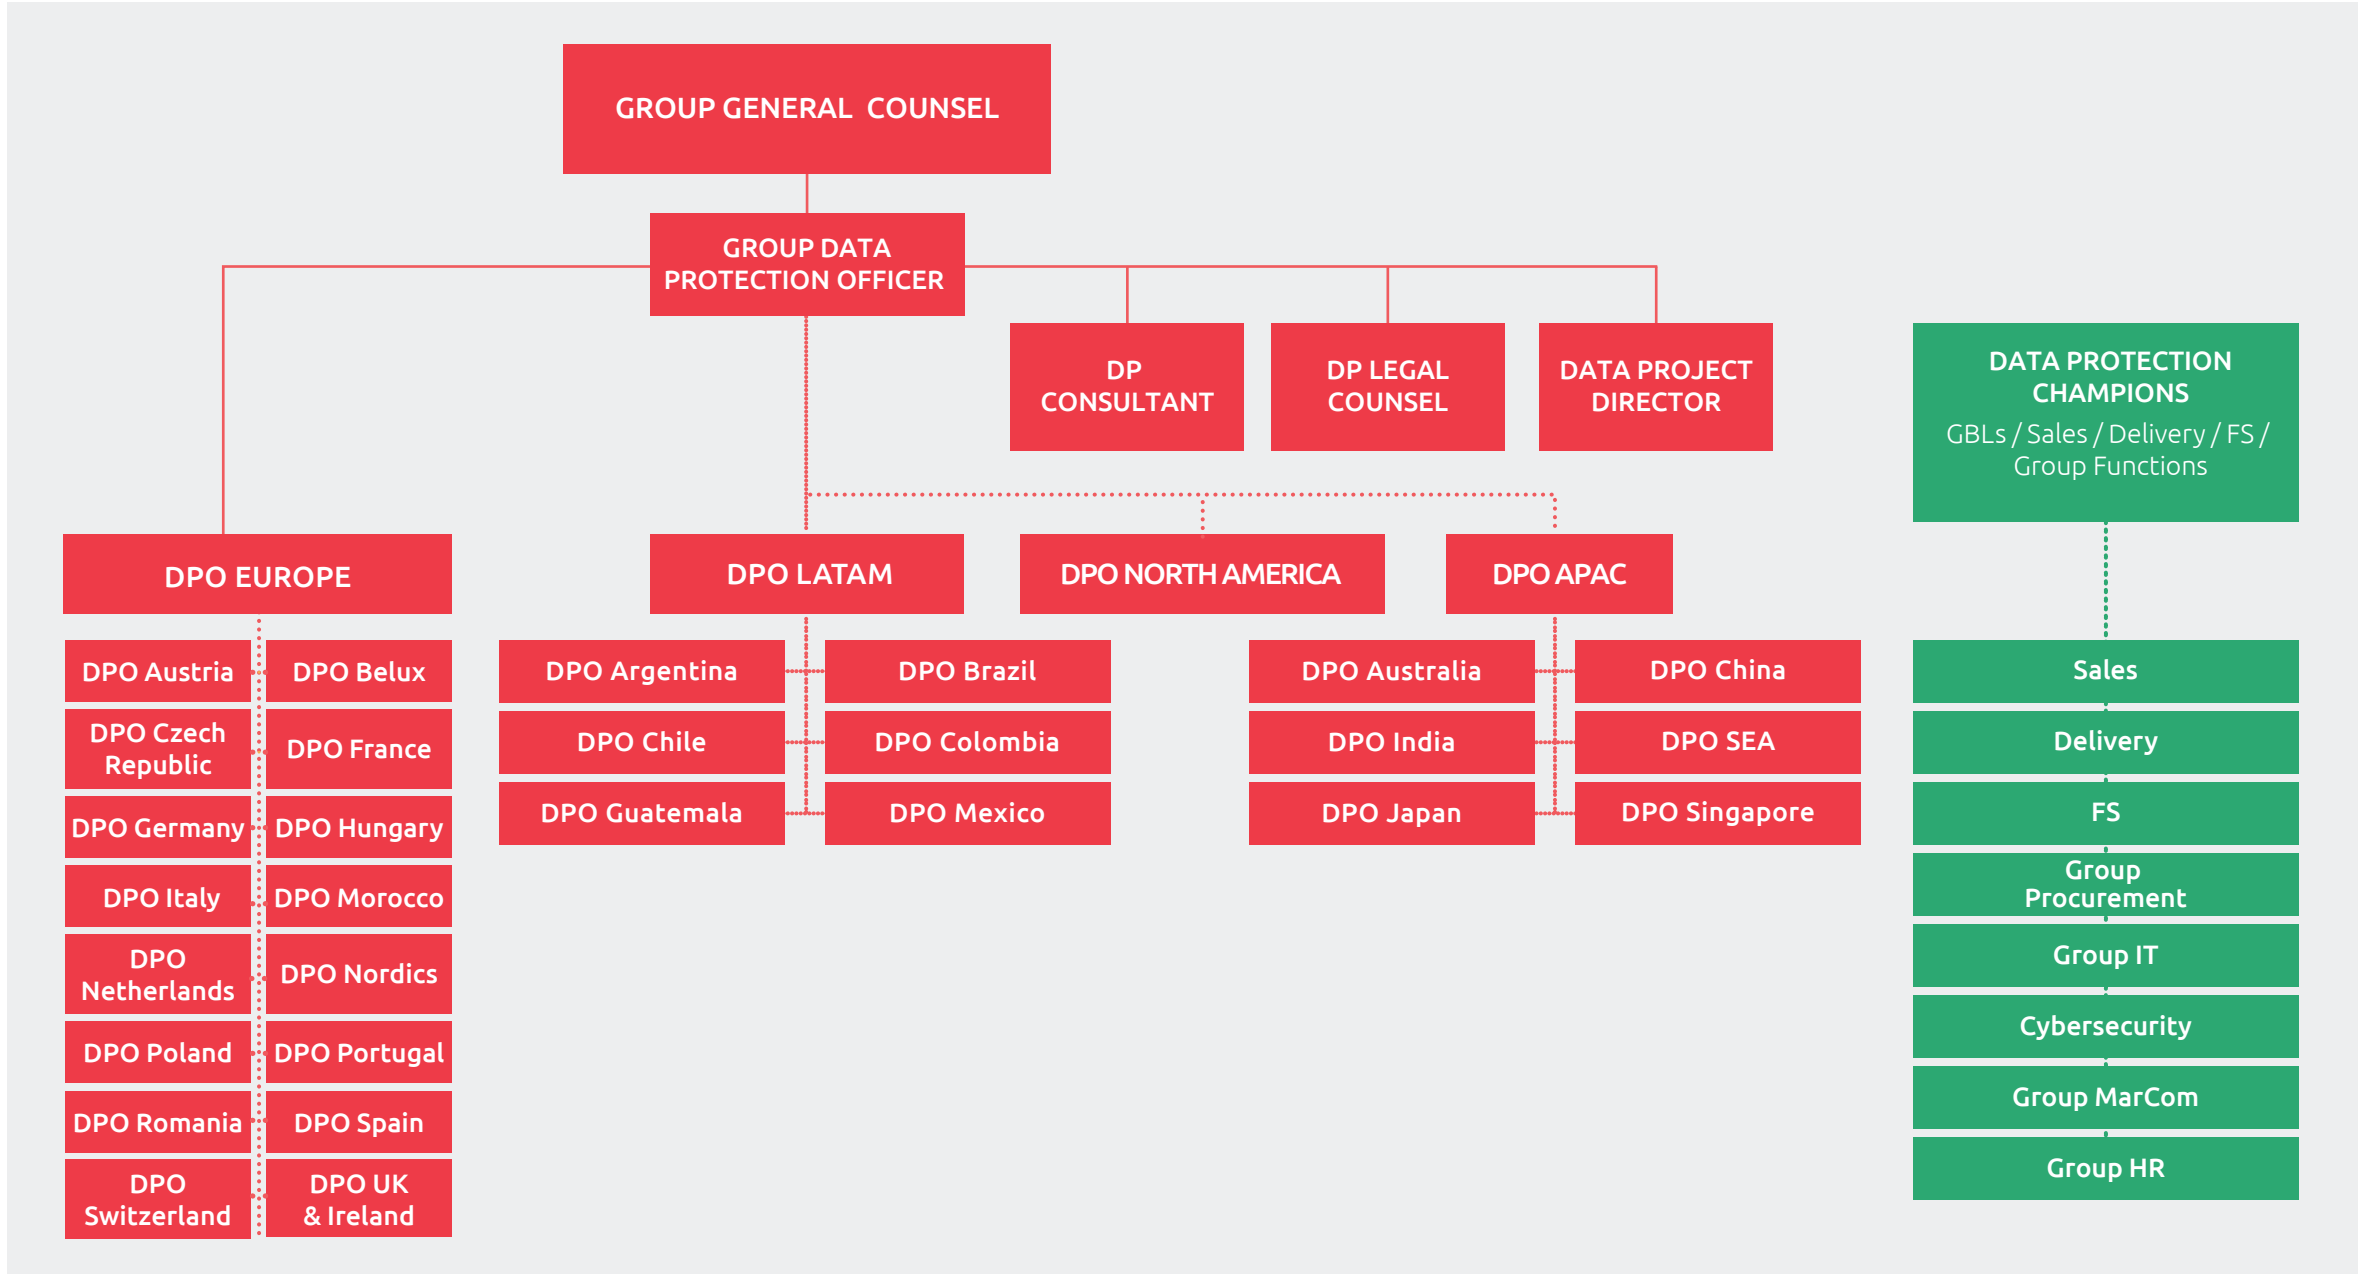 GROUP GENERAL COUNSEL
GROUP DATA
PROTECTION OFFICER
DP
CONSULTANT
DP LEGAL
COUNSEL
DATA PROJECT
DIRECTOR
DATA PROTECTION
CHAMPIONS
GBLs / Sales / Delivery / FS /
Group Functions
DPO EUROPE
DPO LATAM
DPO NORTH AMERICA
DPO APAC
DPO Austria
DPO Belux
DPO Czech
Republic
DPO France
DPO Germany
DPO Hungary
DPO Italy
DPO Morocco
DPO
Netherlands
DPO Nordics
DPO Poland
DPO Portugal
DPO Romania
DPO Spain
DPO
Switzerland
DPO UK
& Ireland
DPO Argentina
DPO Brazil
DPO Chile
DPO Colombia
DPO Guatemala
DPO Mexico
DPO Australia
DPO China
DPO India
DPO SEA
DPO Japan
DPO Singapore
Sales
Delivery
FS
Group
Procurement
Group IT
Cybersecurity
Group MarCom
Group HR